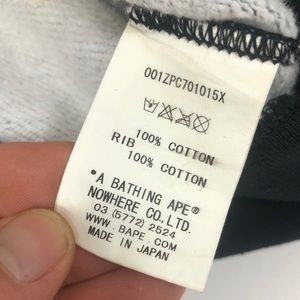 001ZPC701015X
100% COTTON
RIB
100% COTTON
"A BATHING APE®
NOWHERE CO., LTD.
03 (5772) 2524
WWW. BAPE. COM
MADE IN JAPAN